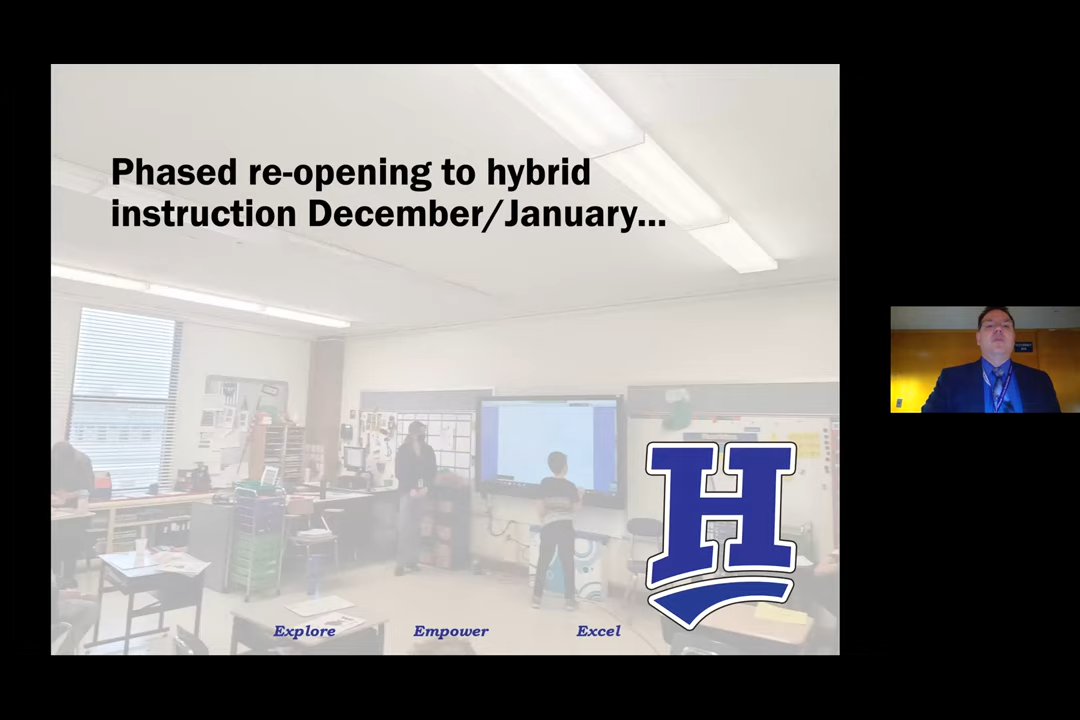 Phased re-opening to hybrid
instruction December/January...
H
Explore Empower Excel